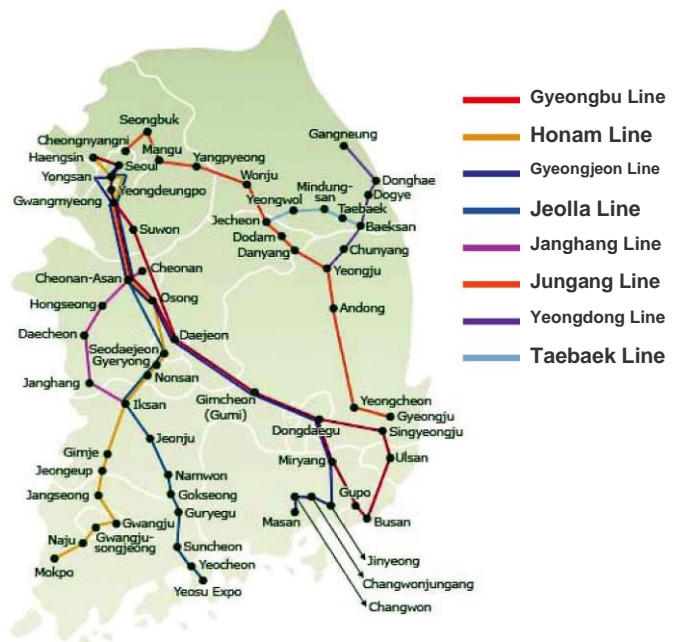 Gyeongbu Line
Honam Line
Gyeongjeon Line
Jeolla Line
Janghang Line
Jungang Line
Yeongdong Line
Taebaek Line
Seongbuk
Cheongnyangni
Mangu
Haengsin
Seoul
Yangpyeong
Yongsan
Yeongdeungpo
Wonju
Gwangmyeong
Gangneung
Mindung-
san
Yeongwol
Donghae
Dogye
Taebaek
Jecheon
Baeksan
Suwon
Dodam
Danyang
Chunyang
Cheonan
Yeongju
Cheonan-Asan
Osong
Hongseong
Andong
Daecheon
Daejeon
Seodaejeon
Gyeryong
Nonsan
Janghang
Iksan
Gimcheon
(Gumi)
Yeongcheon
Gyeongju
Dongdaegu
Singyeongju
Jeonju
Gimje
Miryang
Ulsan
Jeongeup
Namwon
Jangseong
Gokseong
Gupo
Guryegu
Masan
Busan
Gwangju
Gwangju-
songjeong
Naju
Suncheon
Mokpo
Yeocheon
Yeosu Expo
Jinyeong
Changwonjungang
Changwon